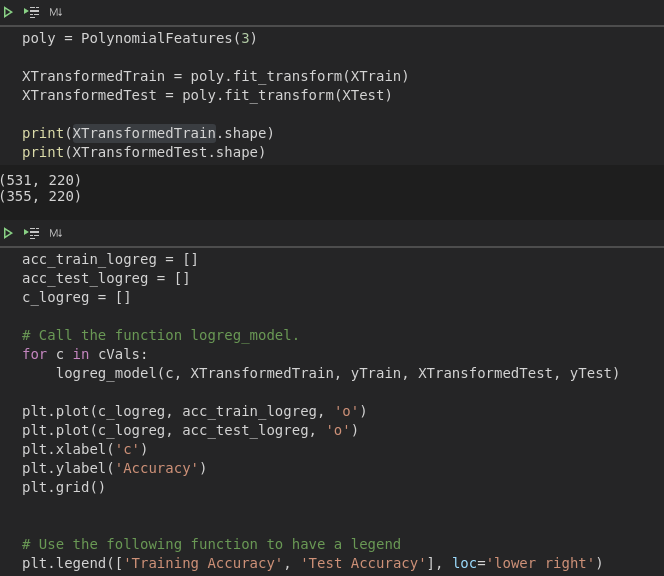 M↓
poly = PolynomialFeatures(3)
XTransformedTrain = poly.fit_transform(XTrain)
XTransformedTest = poly.fit_transform(XTest)
print(XTransformedTrain.shape)
print(XTransformedTest.shape)
(531, 220)
(355, 220)
M↓
acc_train_logreg = []
acc_test_logreg = []
c_logreg = []
# Call the function logreg_model.
for c in cVals:
    logreg_model(c, XTransformedTrain, yTrain, XTransformedTest, yTest)
plt.plot(c_logreg, acc_train_logreg, 'o')
plt.plot(c_logreg, acc_test_logreg, 'o')
plt.xlabel('c')
plt.ylabel('Accuracy')
plt.grid()
# Use the following function to have a legend
plt.legend(['Training Accuracy', 'Test Accuracy'], loc='lower right')